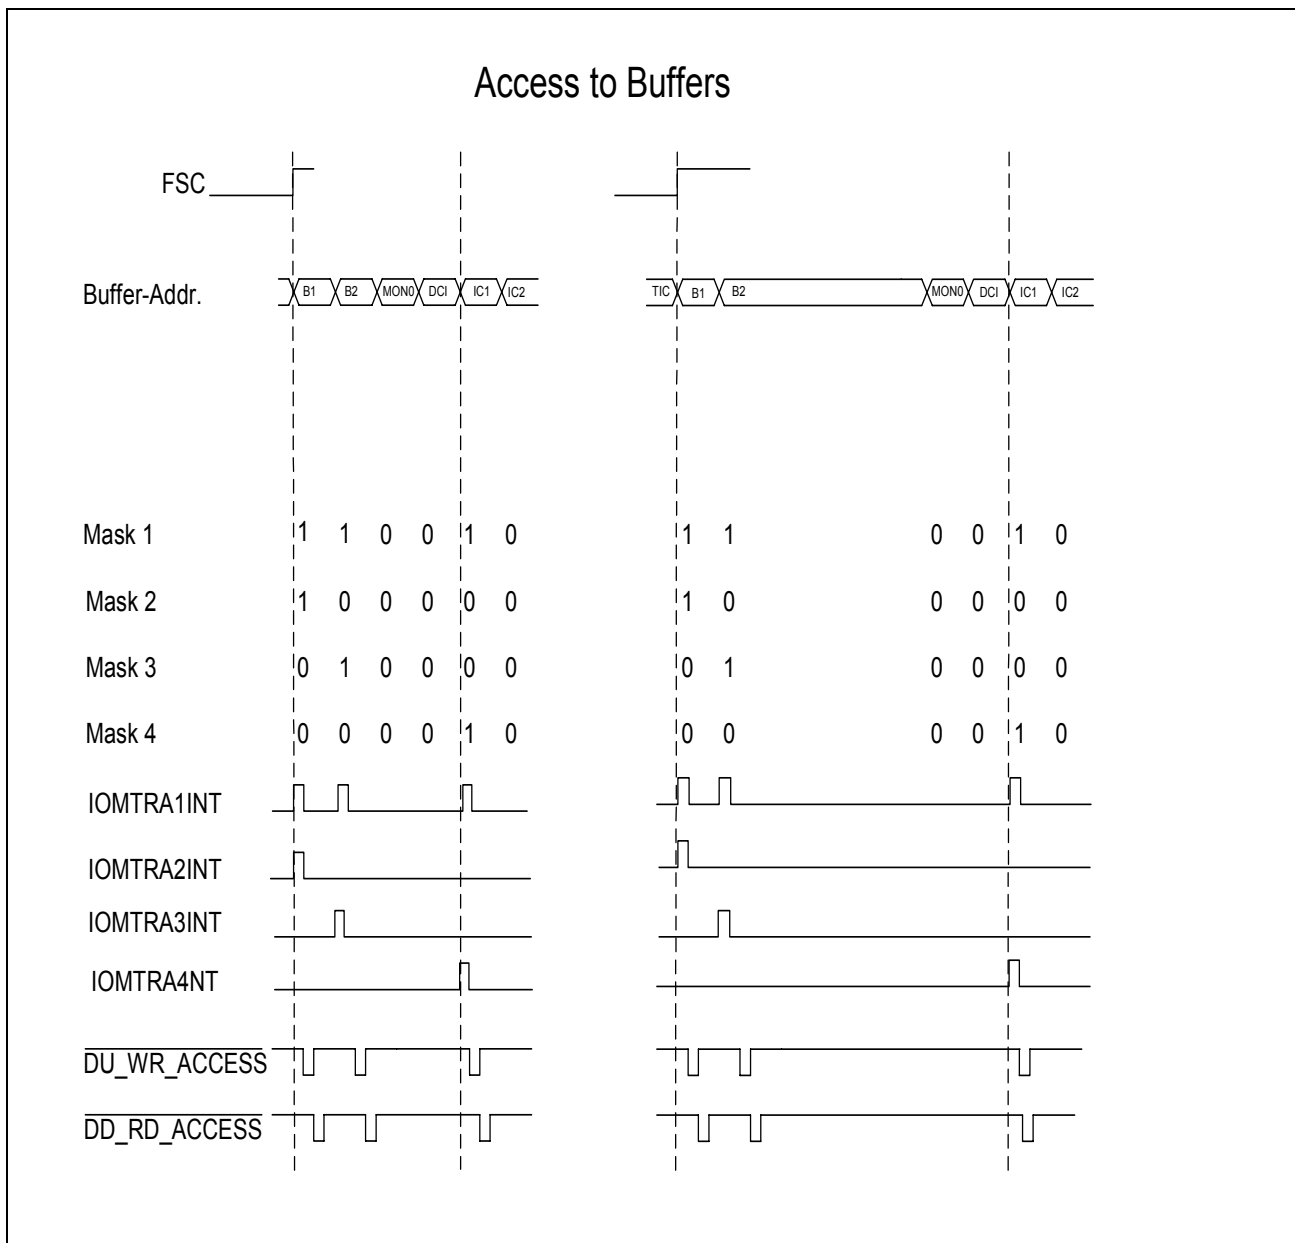 Access to Buffers
FSC
Buffer-Addr. B1 B2 MON0 DCI IC1 IC2 TIC B1 B2 MON0 DCI IC1 IC2
Mask 1 1 1 0 0 1 0 1 1 0 0 1 0
Mask 2 1 0 0 0 0 0 1 0 0 0 0 0
Mask 3 0 1 0 0 0 0 0 1 0 0 0 0
Mask 4 0 0 0 0 1 0 0 0 0 0 1 0
IOMTRA1INT
IOMTRA2INT
IOMTRA3INT
IOMTRA4NT
DU_WR_ACCESS
DD_RD_ACCESS